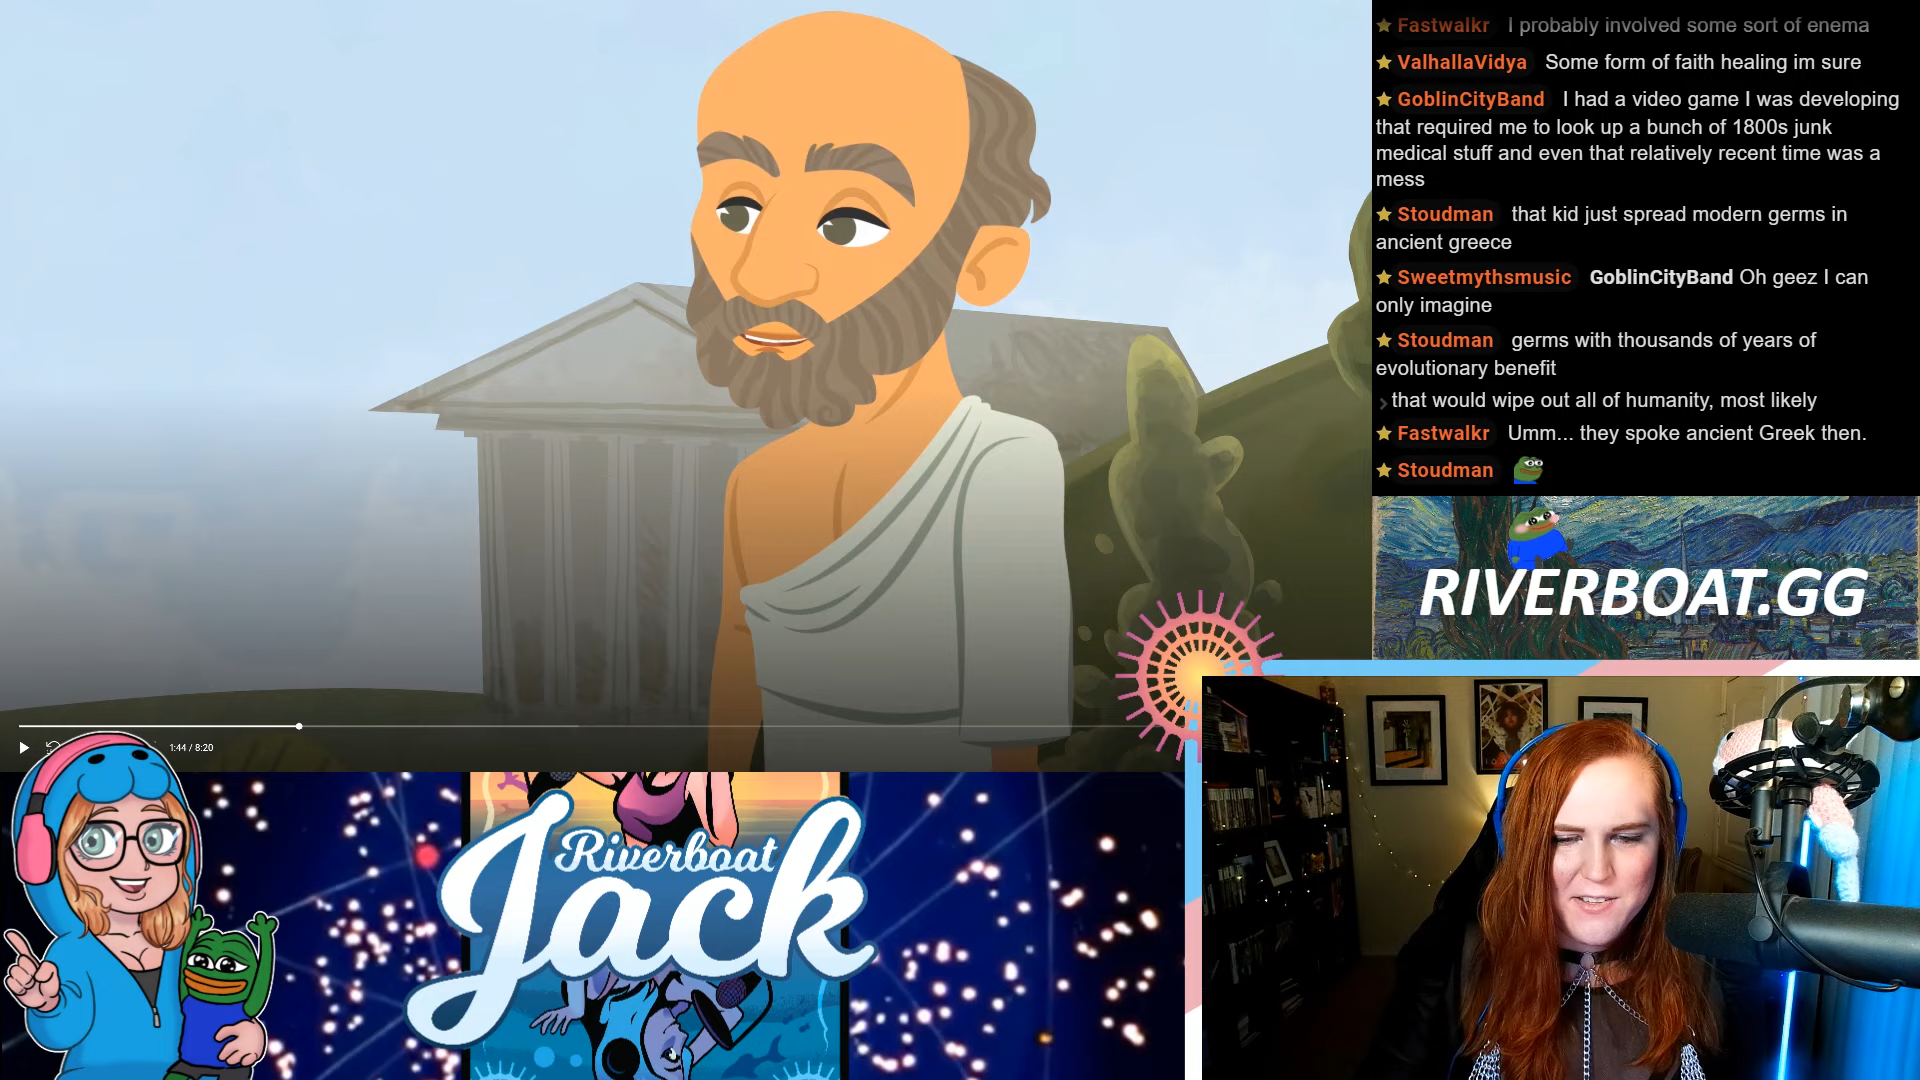 Fastwalkr I probably involved some sort of enema
ValhallaVidya Some form of faith healing im sure
GoblinCityBand I had a video game I was developing
that required me to look up a bunch of 1800s junk
medical stuff and even that relatively recent time was a
mess
Stoudman that kid just spread modern germs in
ancient greece
Sweetmythsmusic GoblinCityBand Oh geez I can
only imagine
Stoudman germs with thousands of years of
evolutionary benefit
that would wipe out all of humanity, most likely
Fastwalkr Umm... they spoke ancient Greek then.
Stoudman
RIVERBOAT.GG
1:44 / 8:20
Riverboat
Jack